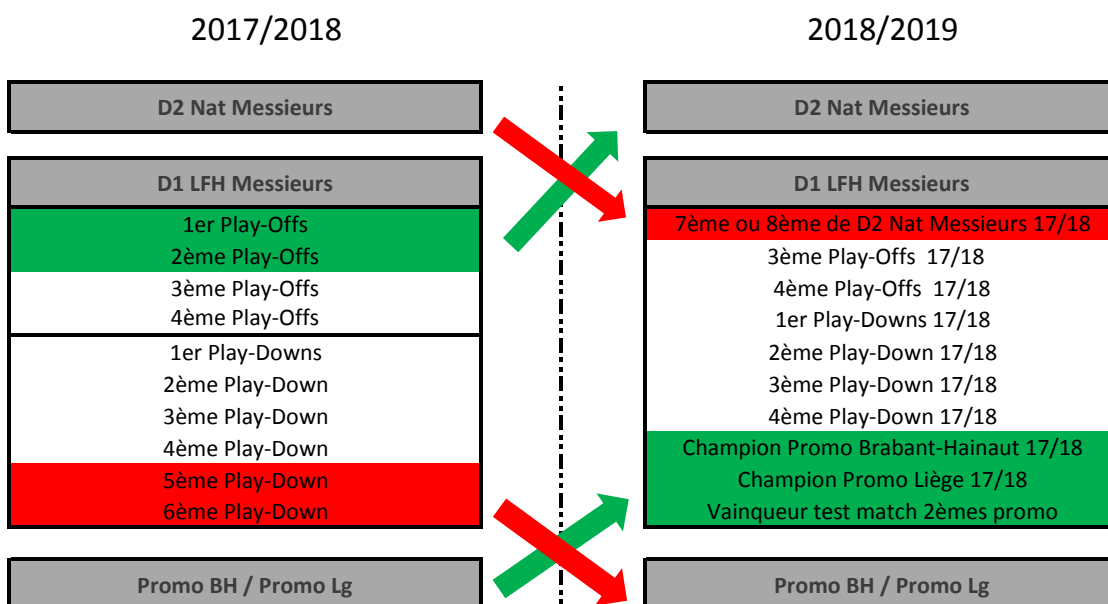 2017/2018
D2 Nat Messieurs
D1 LFH Messieurs
1er Play-Offs
2ème Play-Offs
3ème Play-Offs
4ème Play-Offs
1er Play-Downs
2ème Play-Down
3ème Play-Down
4ème Play-Down
5ème Play-Down
6ème Play-Down
Promo BH / Promo Lg
2018/2019
D2 Nat Messieurs
D1 LFH Messieurs
7ème ou 8ème de D2 Nat Messieurs 17/18
3ème Play-Offs 17/18
4ème Play-Offs 17/18
1er Play-Downs 17/18
2ème Play-Down 17/18
3ème Play-Down 17/18
4ème Play-Down 17/18
Champion Promo Brabant-Hainaut 17/18
Champion Promo Liège 17/18
Vainqueur test match 2èmes promo
Promo BH / Promo Lg